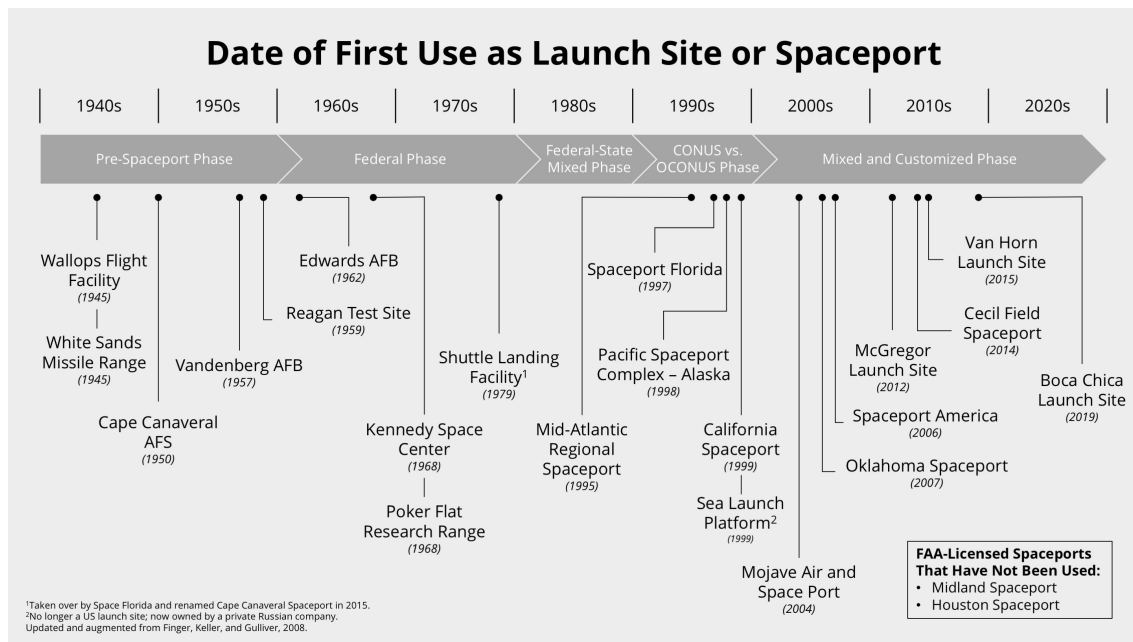 Date of First Use as Launch Site or Spaceport
1940s
1950s
1960s
1970s
1980s
1990s
2000s
2010s
2020s
Pre-Spaceport Phase
Federal Phase
Federal-State
Mixed Phase
CONUS vs.
OCONUS Phase
Mixed and Customized Phase
Wallops Flight
Facility
(1945)
White Sands
Missile Range
(1945)
Cape Canaveral
AFS
(1950)
Vandenberg AFB
(1957)
Reagan Test Site
(1959)
Edwards AFB
(1962)
Kennedy Space
Center
(1968)
Poker Flat
Research Range
(1968)
Shuttle Landing
Facility1
(1979)
Mid-Atlantic
Regional
Spaceport
(1995)
Spaceport Florida
(1997)
Pacific Spaceport
Complex – Alaska
(1998)
California
Spaceport
(1999)
Sea Launch
Platform2
(1999)
Mojave Air and
Space Port
(2004)
Oklahoma Spaceport
(2007)
Spaceport America
(2006)
McGregor
Launch Site
(2012)
Cecil Field
Spaceport
(2014)
Van Horn
Launch Site
(2015)
Boca Chica
Launch Site
(2019)
FAA-Licensed Spaceports
That Have Not Been Used:
• Midland Spaceport
• Houston Spaceport
1Taken over by Space Florida and renamed Cape Canaveral Spaceport in 2015.
2No longer a US launch site; now owned by a private Russian company.
Updated and augmented from Finger, Keller, and Gulliver, 2008.